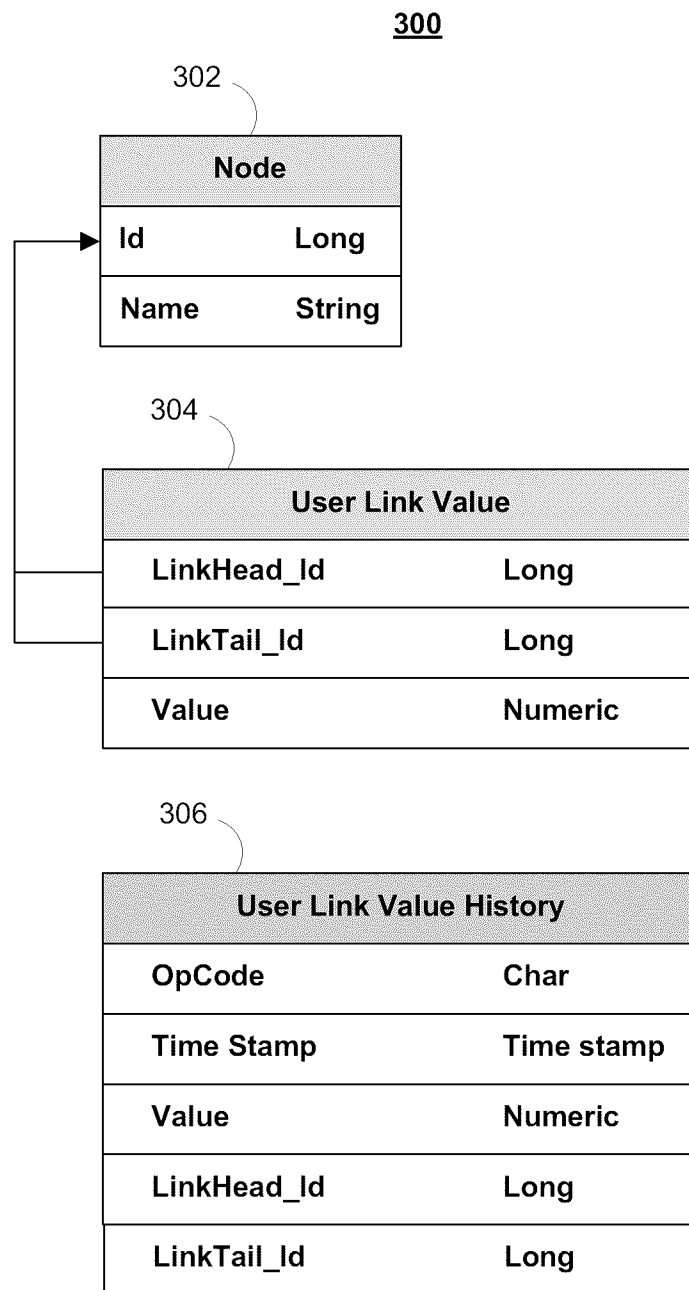 300
302
Node
Id Long
Name String
304
User Link Value
LinkHead_Id Long
LinkTail_Id Long
Value Numeric
306
User Link Value History
OpCode Char
Time Stamp Time stamp
Value Numeric
LinkHead_Id Long
LinkTail_Id Long